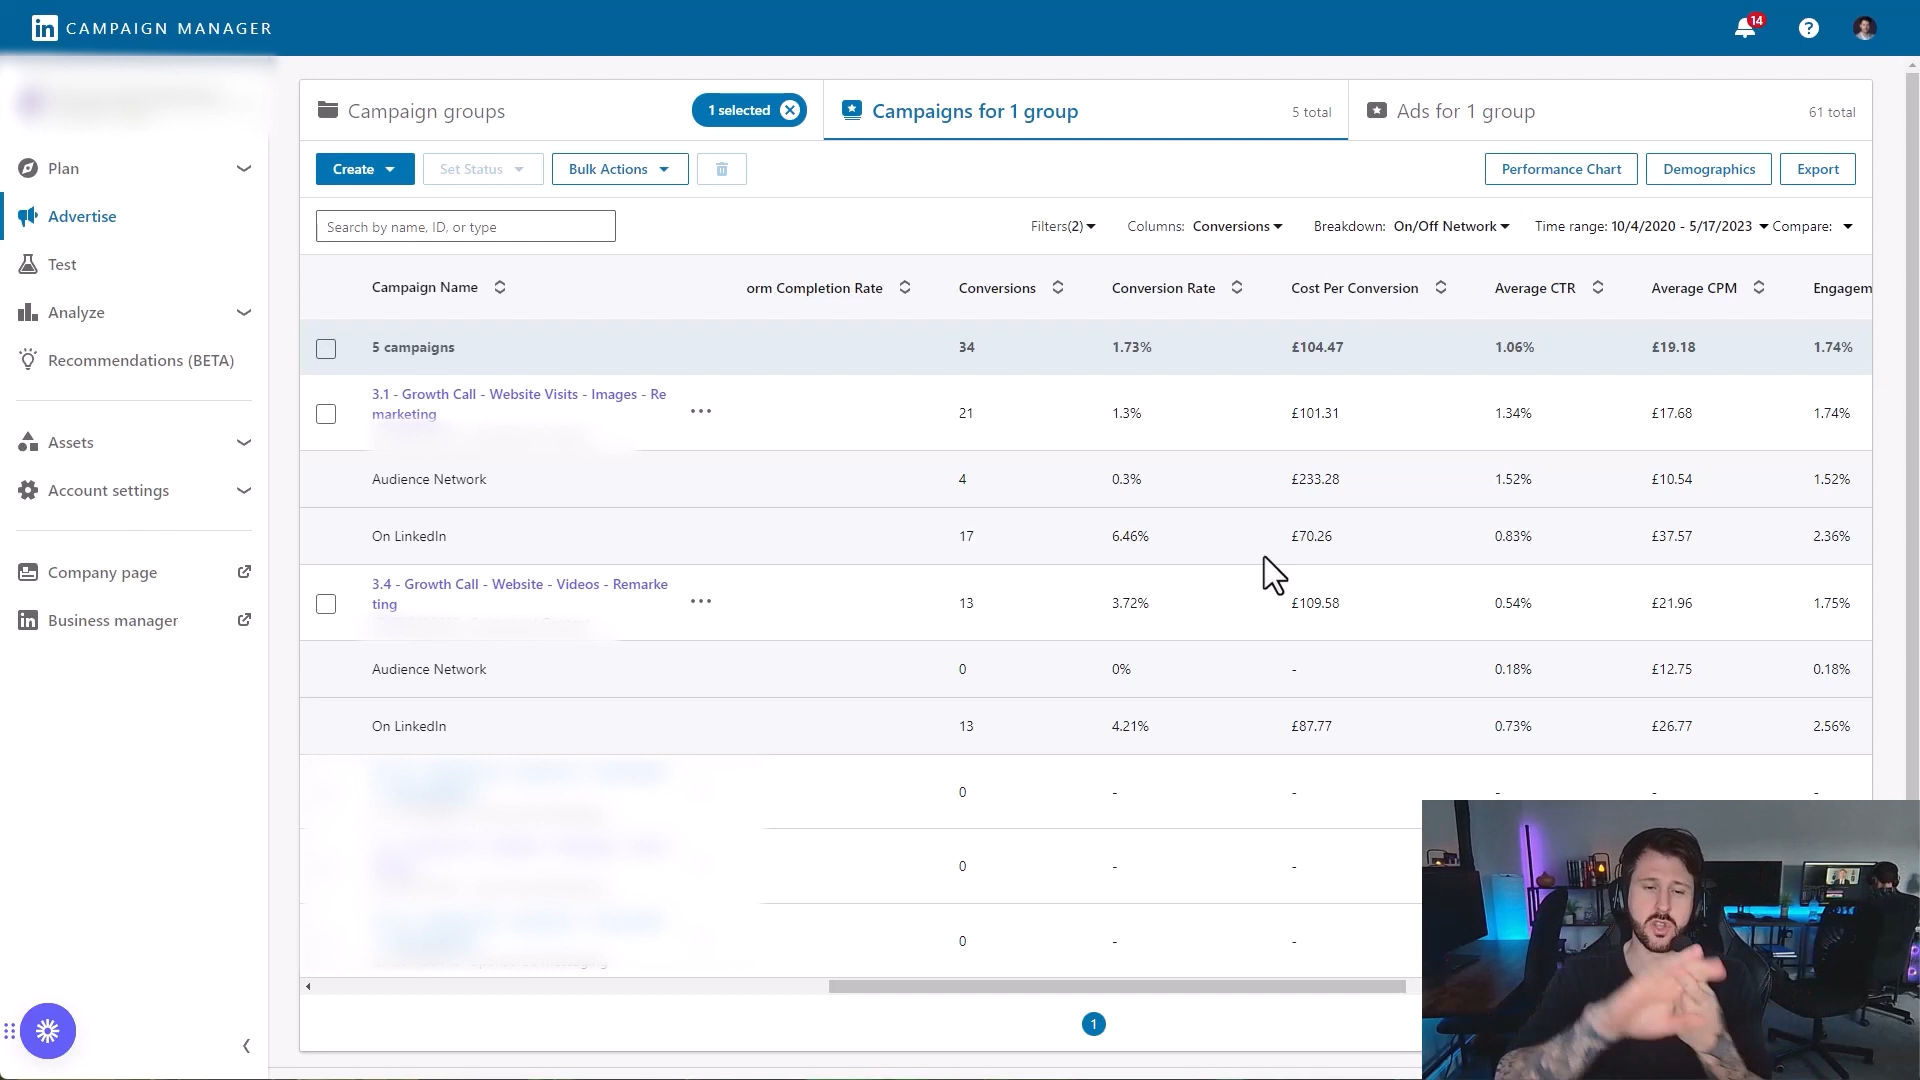 in CAMPAIGN MANAGER
14
?
Plan
Advertise
Test
Analyze
Recommendations (BETA)
Assets
Account settings
Company page
Business manager
Campaign groups
1 selected
Campaigns for 1 group
5 total
Ads for 1 group
61 total
Create
Set Status
Bulk Actions
Performance Chart
Demographics
Export
Search by name, ID, or type
Filters(2)
Columns: Conversions
Breakdown: On/Off Network
Time range: 10/4/2020 - 5/17/2023
Compare:
Campaign Name orm Completion Rate Conversions Conversion Rate Cost Per Conversion Average CTR Average CPM Engagem
5 campaigns 34 1.73% £104.47 1.06% £19.18 1.74%
3.1 - Growth Call - Website Visits - Images - Re
marketing
21 1.3% £101.31 1.34% £17.68 1.74%
Audience Network 4 0.3% £233.28 1.52% £10.54 1.52%
On LinkedIn 17 6.46% £70.26 0.83% £37.57 2.36%
3.4 - Growth Call - Website - Videos - Remarke
ting
13 3.72% £109.58 0.54% £21.96 1.75%
Audience Network 0 0% - 0.18% £12.75 0.18%
On LinkedIn 13 4.21% £87.77 0.73% £26.77 2.56%
0 - - - - -
0 - -
0 - -
1